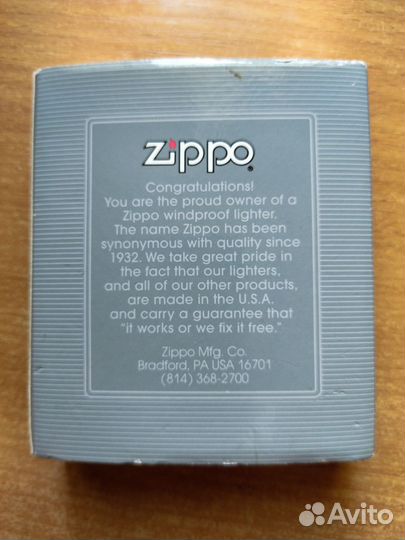 zippo®
Congratulations!
You are the proud owner of a
Zippo windproof lighter.
The name Zippo has been
synonymous with quality since
1932. We take great pride in
the fact that our lighters,
and all of our other products,
are made in the U.S.A.
and carry a guarantee that
“it works or we fix it free.”
Zippo Mfg. Co.
Bradford, PA USA 16701
(814) 368-2700
Avito